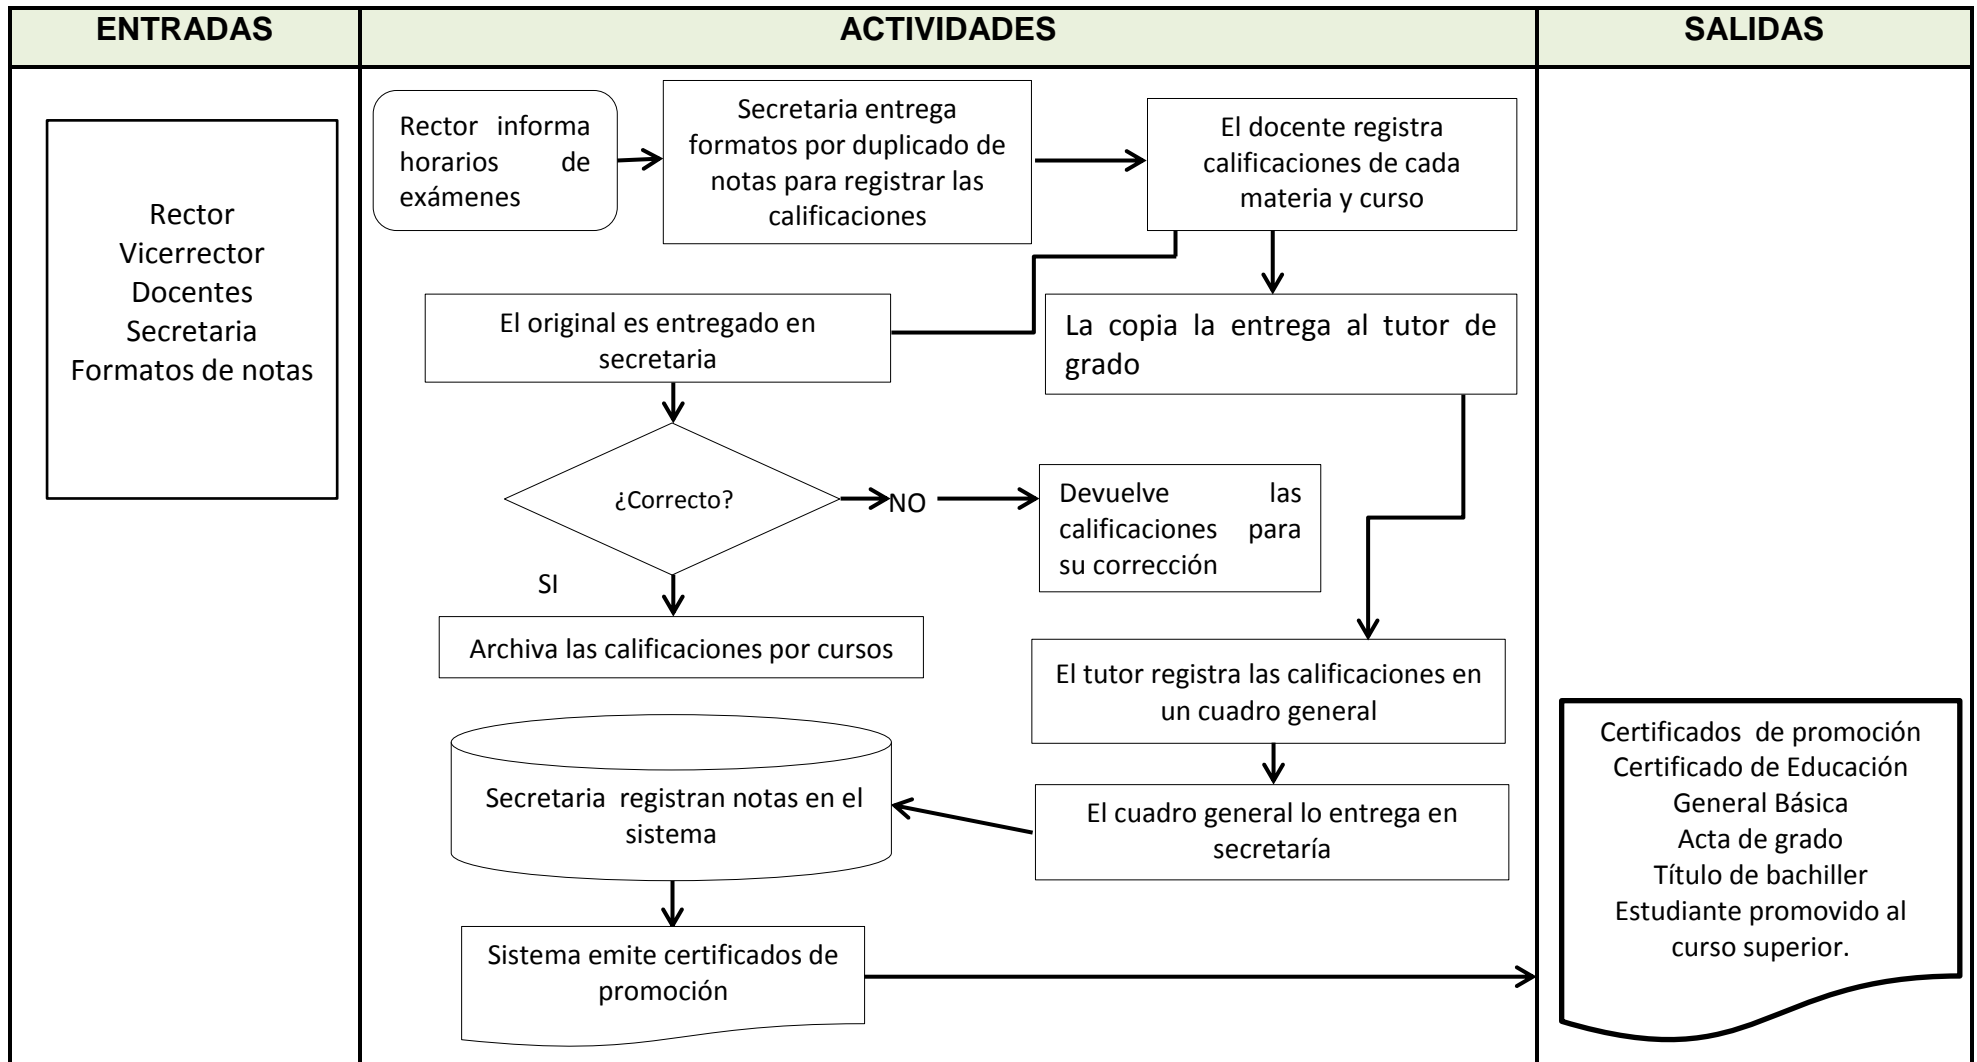 ENTRADAS
ACTIVIDADES
SALIDAS
Rector
Vicerrector
Docentes
Secretaria
Formatos de notas
Rector informa
horarios de
exámenes
Secretaria entrega
formatos por duplicado de
notas para registrar las
calificaciones
El docente registra
calificaciones de cada
materia y curso
El original es entregado en
secretaria
La copia la entrega al tutor de
grado
¿Correcto?
NO
Devuelve las
calificaciones para
su corrección
SI
Archiva las calificaciones por cursos
El tutor registra las calificaciones en
un cuadro general
El cuadro general lo entrega en
secretaría
Secretaria registran notas en el
sistema
Sistema emite certificados de
promoción
Certificados de promoción
Certificado de Educación
General Básica
Acta de grado
Título de bachiller
Estudiante promovido al
curso superior.